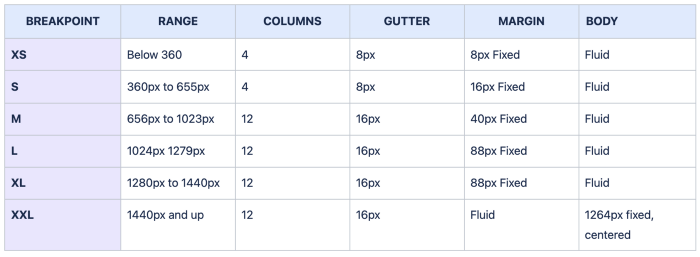 BREAKPOINT RANGE COLUMNS GUTTER MARGIN BODY
XS Below 360 4 8px 8px Fixed Fluid
S 360px to 655px 4 8px 16px Fixed Fluid
M 656px to 1023px 12 16px 40px Fixed Fluid
L 1024px 1279px 12 16px 88px Fixed Fluid
XL 1280px to 1440px 12 16px 88px Fixed Fluid
XXL 1440px and up 12 16px Fluid 1264px fixed,
centered